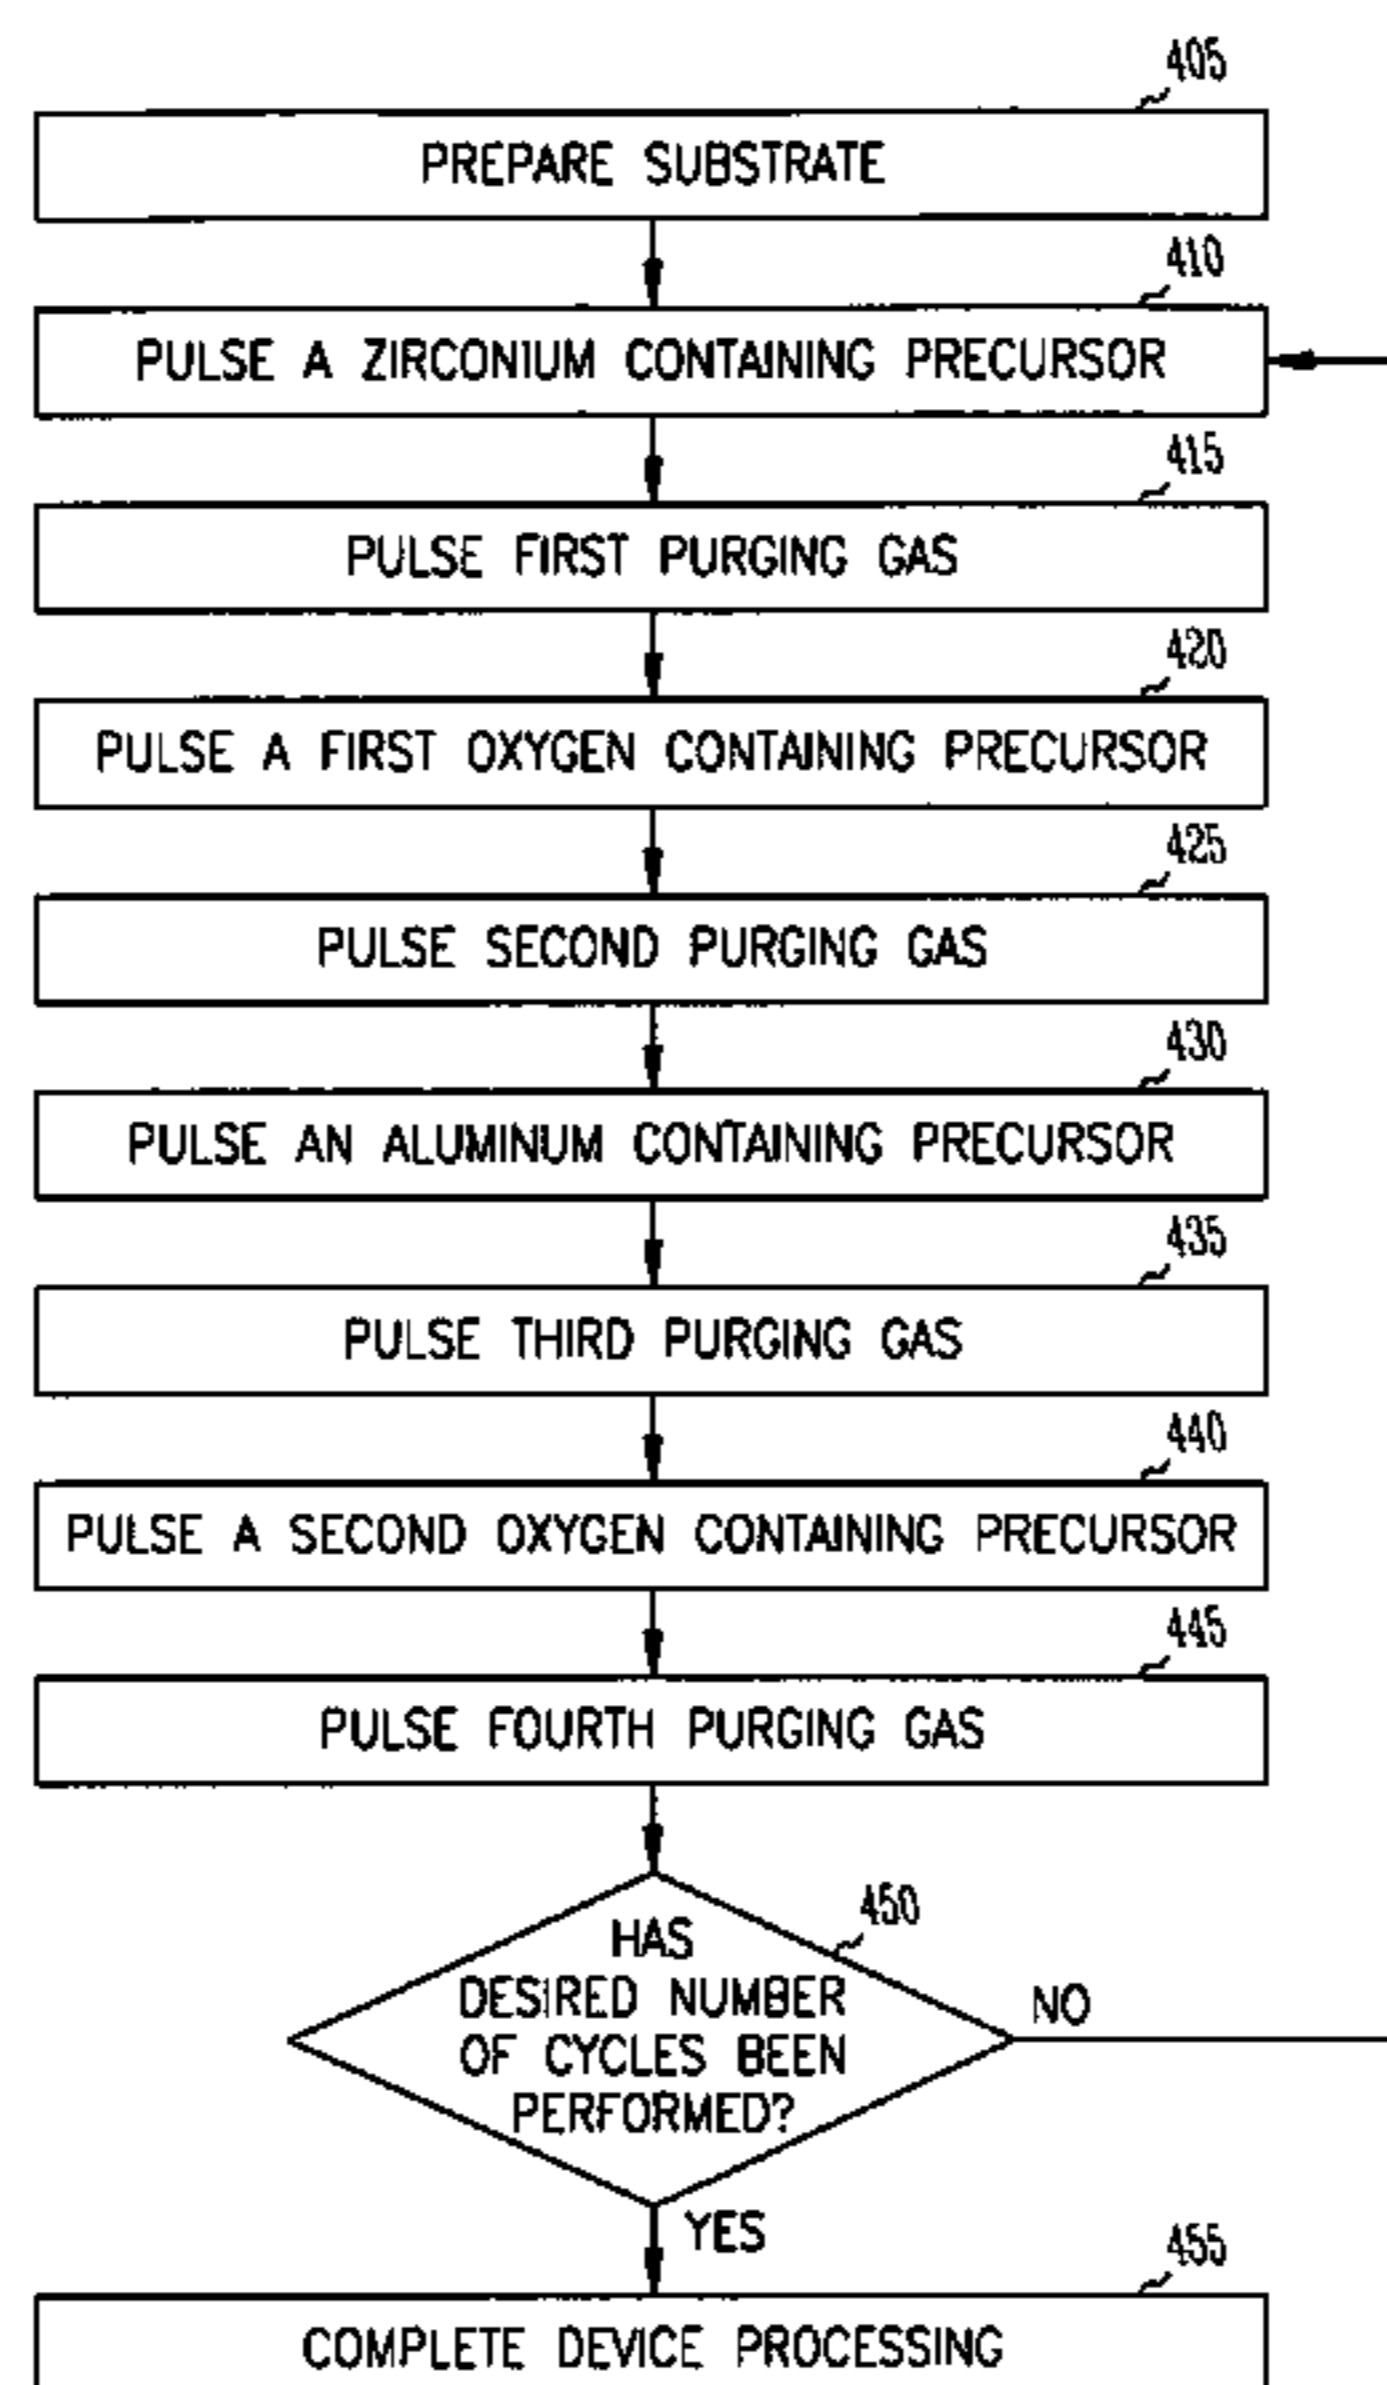 405
PREPARE SUBSTRATE
410
PULSE A ZIRCONIUM CONTAINING PRECURSOR
415
PULSE FIRST PURGING GAS
420
PULSE A FIRST OXYGEN CONTAINING PRECURSOR
425
PULSE SECOND PURGING GAS
430
PULSE AN ALUMINUM CONTAINING PRECURSOR
435
PULSE THIRD PURGING GAS
440
PULSE A SECOND OXYGEN CONTAINING PRECURSOR
445
PULSE FOURTH PURGING GAS
450
HAS
DESIRED NUMBER
OF CYCLES BEEN
PERFORMED?
NO
YES
455
COMPLETE DEVICE PROCESSING